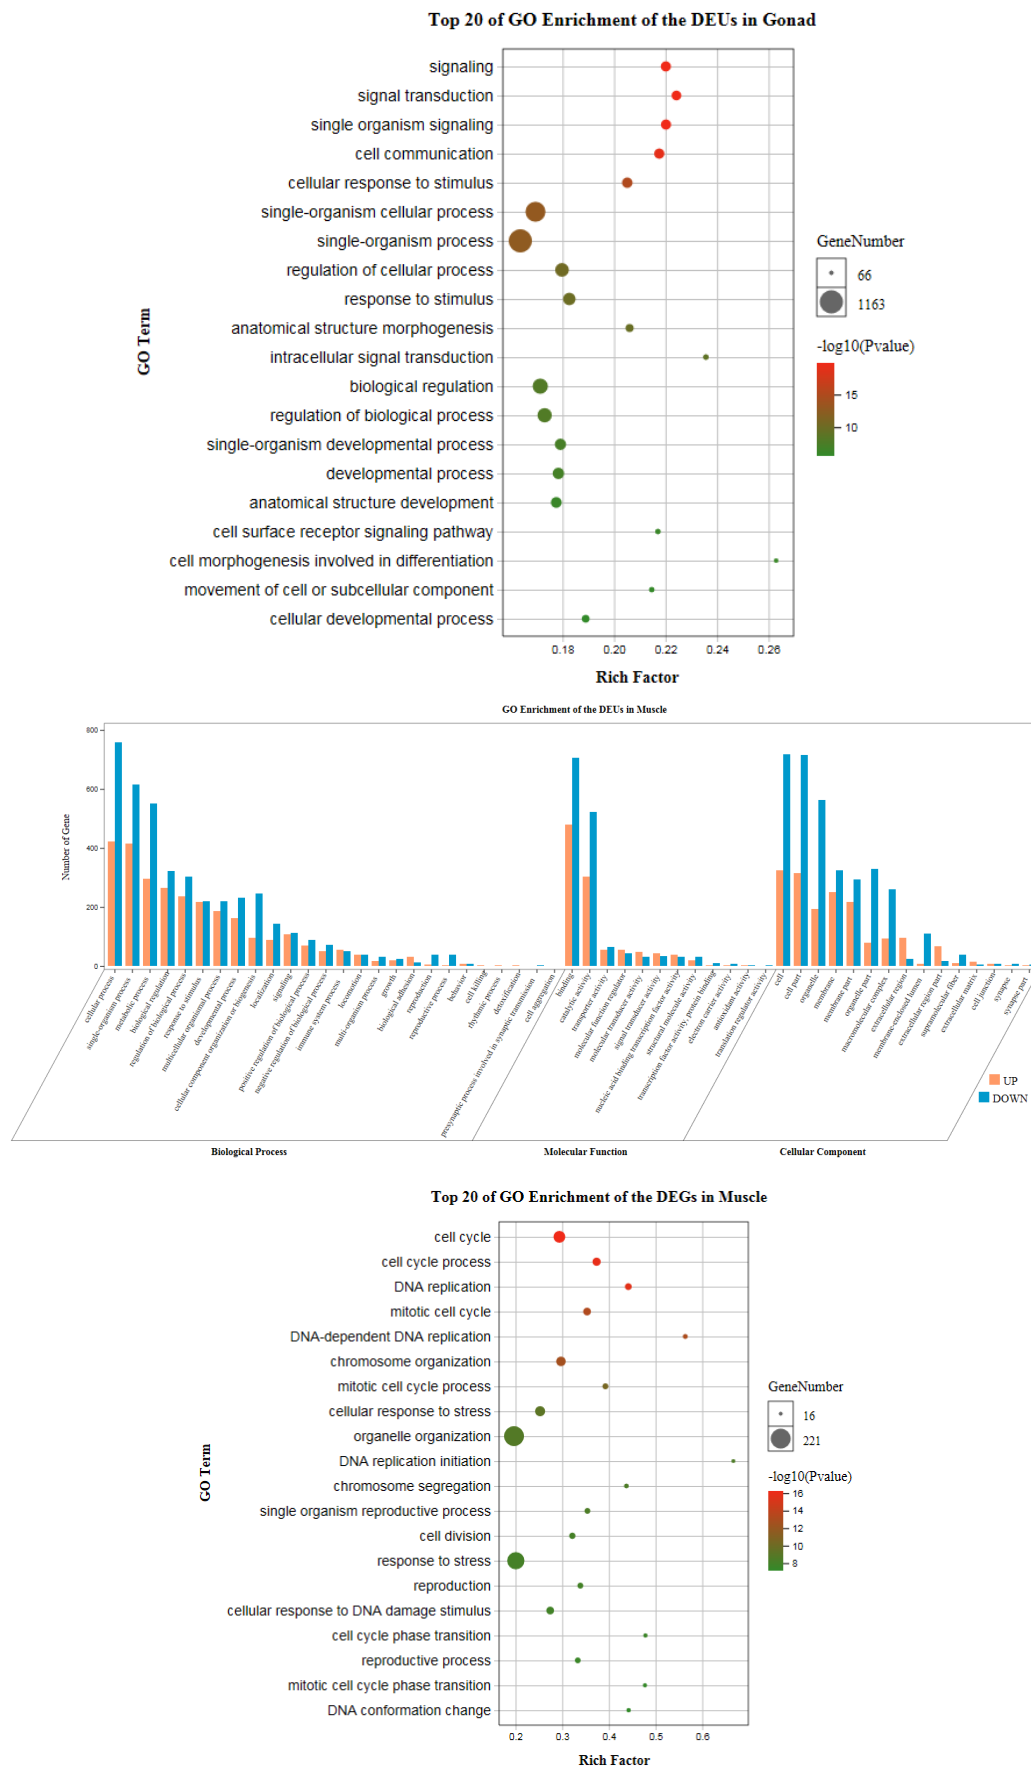 Top 20 of GO Enrichment of the DEUs in Gonad
signaling
signal transduction
single organism signaling
cell communication
cellular response to stimulus
single-organism cellular process
single-organism process
regulation of cellular process
response to stimulus
anatomical structure morphogenesis
intracellular signal transduction
biological regulation
regulation of biological process
single-organism developmental process
developmental process
anatomical structure development
cell surface receptor signaling pathway
cell morphogenesis involved in differentiation
movement of cell or subcellular component
cellular developmental process
GO Term
0.18 0.20 0.22 0.24 0.26
Rich Factor
GeneNumber
66
1163
-log10(Pvalue)
15
10
GO Enrichment of the DEUs in Muscle
Number of Gene
800
600
400
200
0
cellular process
single-organism process
metabolic process
biological regulation
regulation of biological process
response to stimulus
multicellular organismal process
developmental process
cellular component organization or biogenesis
localization
signaling
positive regulation of biological process
negative regulation of biological process
immune system process
locomotion
multi-organism process
growth
biological adhesion
reproduction
reproductive process
behavior
cell killing
rhythmic process
detoxification
presynaptic process involved in synaptic transmission
cell aggregation
binding
catalytic activity
transporter activity
molecular function regulator
molecular transducer activity
signal transducer activity
nucleic acid binding transcription factor activity
structural molecule activity
transcription factor activity, protein binding
electron carrier activity
antioxidant activity
translation regulator activity
cell
cell part
organelle
membrane
membrane part
organelle part
macromolecular complex
extracellular region
membrane-enclosed lumen
extracellular region part
supramolecular fiber
extracellular matrix
cell junction
synapse
synapse part
UP
DOWN
Biological Process
Molecular Function
Cellular Component
Top 20 of GO Enrichment of the DEGs in Muscle
cell cycle
cell cycle process
DNA replication
mitotic cell cycle
DNA-dependent DNA replication
chromosome organization
mitotic cell cycle process
cellular response to stress
organelle organization
DNA replication initiation
chromosome segregation
single organism reproductive process
cell division
response to stress
reproduction
cellular response to DNA damage stimulus
cell cycle phase transition
reproductive process
mitotic cell cycle phase transition
DNA conformation change
GO Term
0.2 0.3 0.4 0.5 0.6
Rich Factor
GeneNumber
16
221
-log10(Pvalue)
16
14
12
10
8